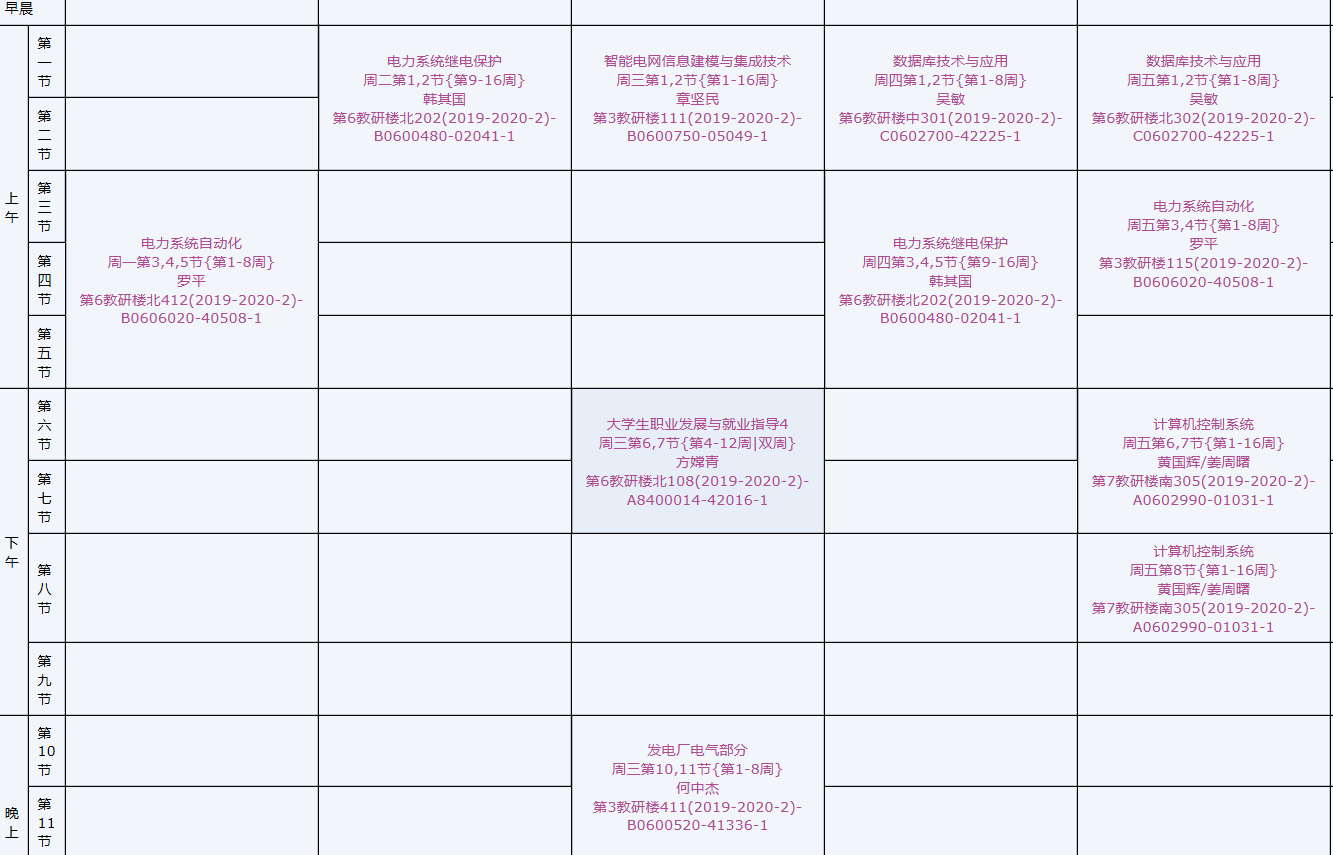 早晨
上午
第一节
电力系统继电保护
周二第1,2节{第9-16周}
韩其国
第6教研楼北202(2019-2020-2)-
B0600480-02041-1
智能电网信息建模与集成技术
周三第1,2节{第1-16周}
章坚民
第3教研楼111(2019-2020-2)-
B0600750-05049-1
数据库技术与应用
周四第1,2节{第1-8周}
吴敏
第6教研楼中301(2019-2020-2)-
C0602700-42225-1
数据库技术与应用
周五第1,2节{第1-8周}
吴敏
第6教研楼北302(2019-2020-2)-
C0602700-42225-1
第二节
第三节
电力系统自动化
周一第3,4,5节{第1-8周}
罗平
第6教研楼北412(2019-2020-2)-
B0606020-40508-1
电力系统继电保护
周四第3,4,5节{第9-16周}
韩其国
第6教研楼北202(2019-2020-2)-
B0600480-02041-1
电力系统自动化
周五第3,4节{第1-8周}
罗平
第3教研楼115(2019-2020-2)-
B0606020-40508-1
第四节
第五节
下午
第六节
大学生职业发展与就业指导4
周三第6,7节{第4-12周|双周}
方嫦青
第6教研楼北108(2019-2020-2)-
A8400014-42016-1
计算机控制系统
周五第6,7节{第1-16周}
黄国辉/姜周曙
第7教研楼南305(2019-2020-2)-
A0602990-01031-1
第七节
第八节
计算机控制系统
周五第8节{第1-16周}
黄国辉/姜周曙
第7教研楼南305(2019-2020-2)-
A0602990-01031-1
第九节
晚上
第10节
发电厂电气部分
周三第10,11节{第1-8周}
何中杰
第3教研楼411(2019-2020-2)-
B0600520-41336-1
第11节